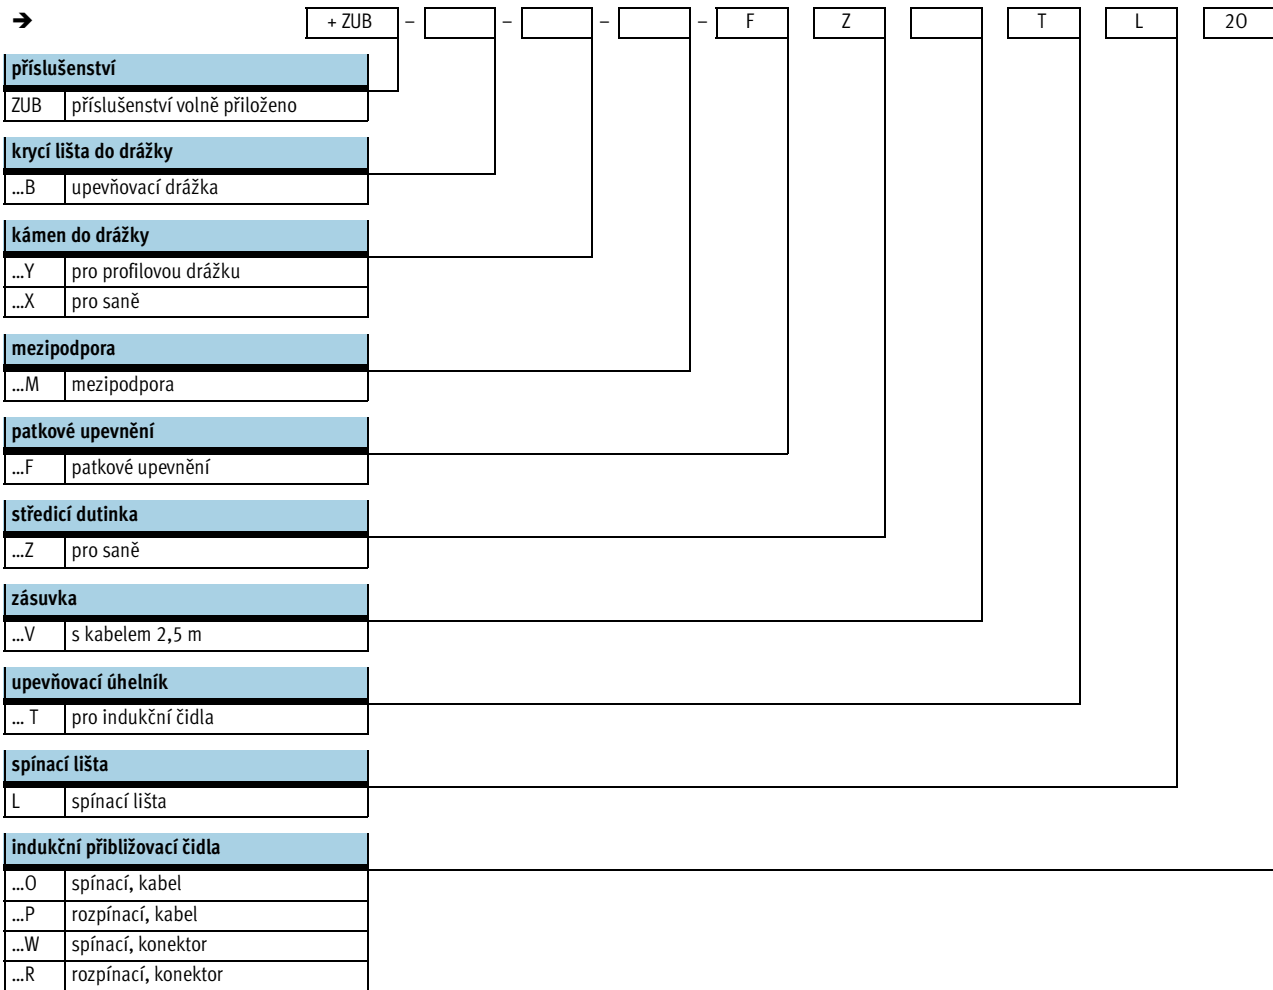 ➔ + ZUB – – – – F Z T L 2O
příslušenství
ZUB příslušenství volně přiloženo
krycí lišta do drážky
...B upevňovací drážka
kámen do drážky
...Y pro profilovou drážku
...X pro saně
mezipodpora
...M mezipodpora
patkové upevnění
...F patkové upevnění
středicí dutinka
...Z pro saně
zásuvka
...V s kabelem 2,5 m
upevňovací úhelník
... T pro indukční čidla
spínací lišta
L spínací lišta
indukční přibližovací čidla
...O spínací, kabel
...P rozpínací, kabel
...W spínací, konektor
...R rozpínací, konektor